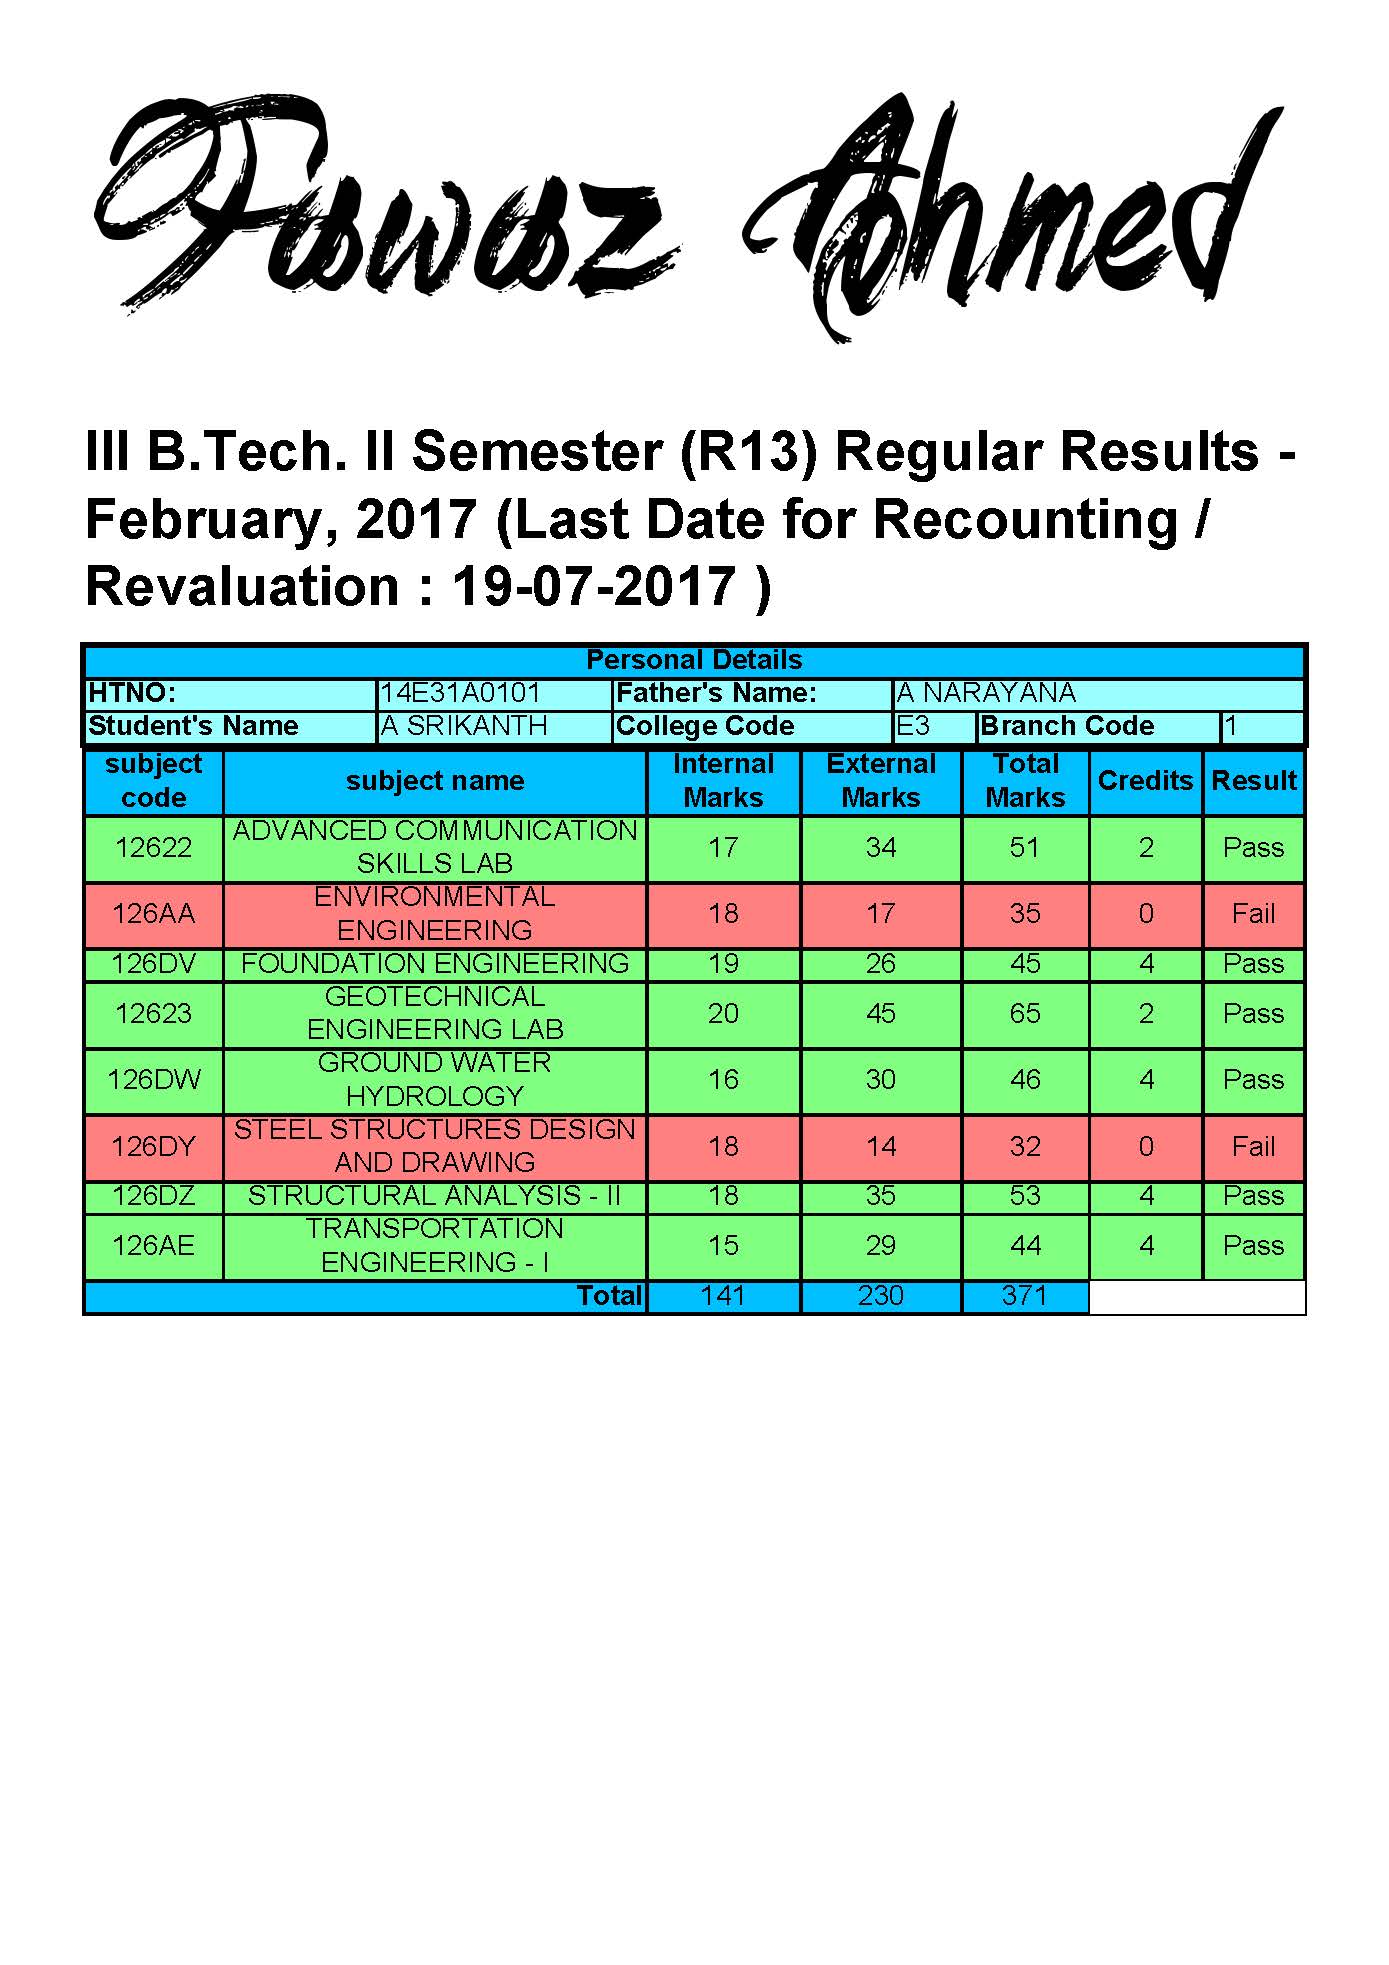 Fawaz Ahmed
III B.Tech. II Semester (R13) Regular Results -
February, 2017 (Last Date for Recounting /
Revaluation : 19-07-2017 )
Personal Details
HTNO: 14E31A0101 Father's Name: A NARAYANA
Student's Name A SRIKANTH College Code E3 Branch Code 1
subject code subject name Internal Marks External Marks Total Marks Credits Result
12622 ADVANCED COMMUNICATION SKILLS LAB 17 34 51 2 Pass
126AA ENVIRONMENTAL ENGINEERING 18 17 35 0 Fail
126DV FOUNDATION ENGINEERING 19 26 45 4 Pass
12623 GEOTECHNICAL ENGINEERING LAB 20 45 65 2 Pass
126DW GROUND WATER HYDROLOGY 16 30 46 4 Pass
126DY STEEL STRUCTURES DESIGN AND DRAWING 18 14 32 0 Fail
126DZ STRUCTURAL ANALYSIS - II 18 35 53 4 Pass
126AE TRANSPORTATION ENGINEERING - I 15 29 44 4 Pass
Total 141 230 371